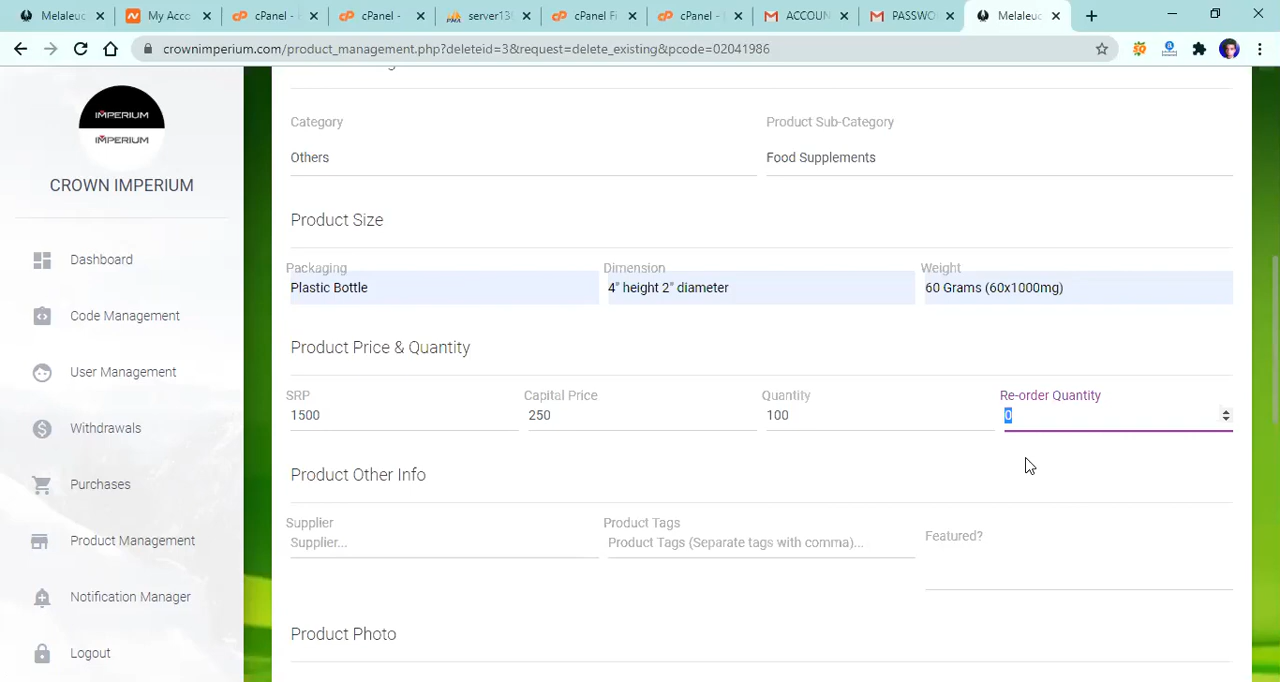 Melaleuc
My Acco
cPanel -
cPanel -
server13
cPanel Fi
cPanel -
ACCOUN
PASSWO
Melaleuc
crownimperium.com/product_management.php?deleteid=3&request=delete_existing&pcode=02041986
IMPERIUM
IMPERIUM
CROWN IMPERIUM
Dashboard
Code Management
User Management
Withdrawals
Purchases
Product Management
Notification Manager
Logout
Category
Product Sub-Category
Others
Food Supplements
Product Size
Packaging
Dimension
Weight
Plastic Bottle
4" height 2" diameter
60 Grams (60x1000mg)
Product Price & Quantity
SRP
Capital Price
Quantity
Re-order Quantity
1500
250
100
0
Product Other Info
Supplier
Product Tags
Featured?
Supplier...
Product Tags (Separate tags with comma)...
Product Photo